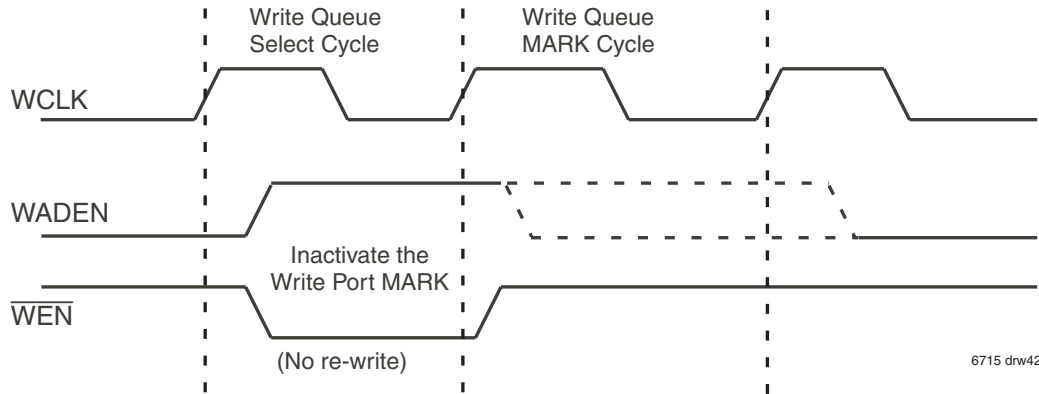 Write Queue
Select Cycle
Write Queue
MARK Cycle
WCLK
WADEN
Inactivate the
Write Port MARK
WEN
(No re-write)
6715 drw42